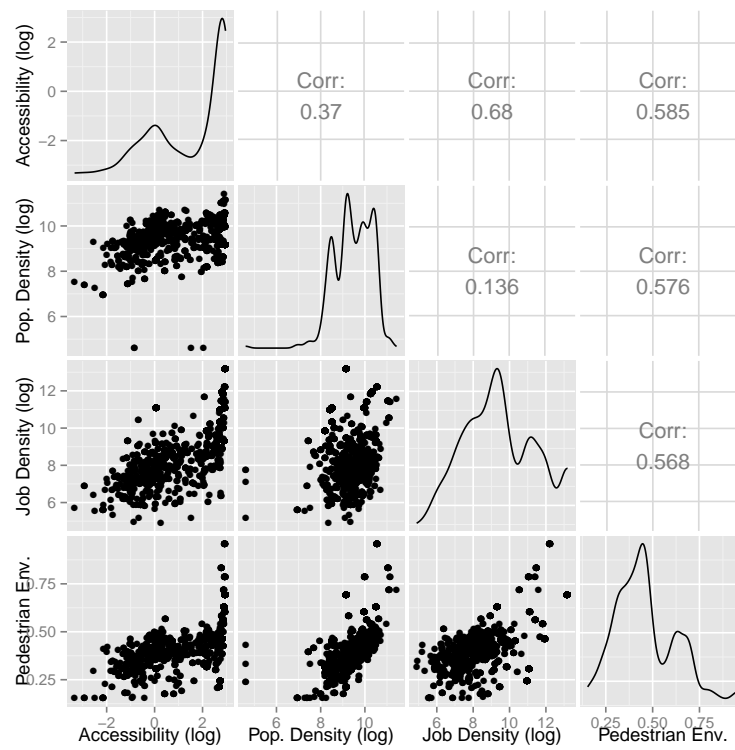 Accessibility (log)
2
0
−2
Corr:
0.37
Corr:
0.68
Corr:
0.585
Pop. Density (log)
10
8
6
Corr:
0.136
Corr:
0.576
Job Density (log)
12
10
8
6
Corr:
0.568
Pedestrian Env.
0.75
0.50
0.25
−2 0 2
6 8 10
6 8 10 12
0.25 0.50 0.75
Accessibility (log)
Pop. Density (log)
Job Density (log)
Pedestrian Env.